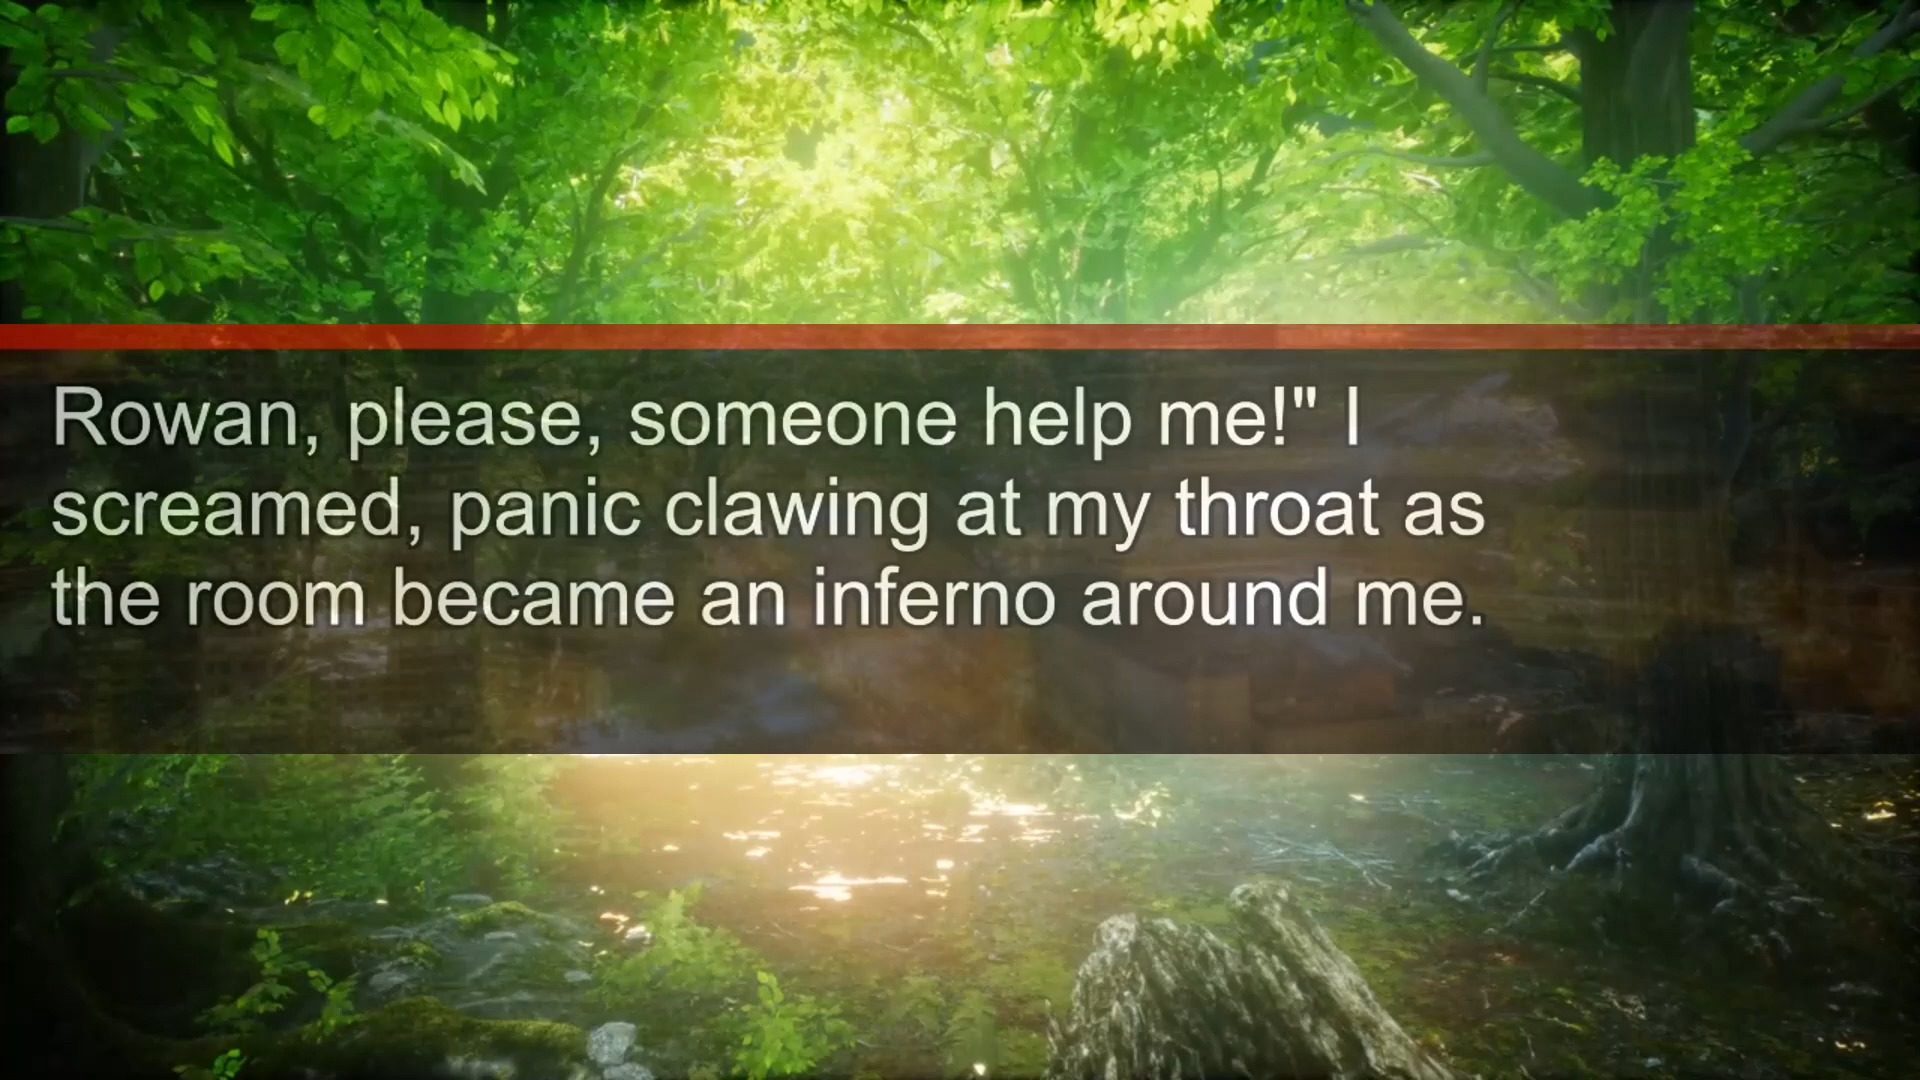 Rowan, please, someone help me!" I
screamed, panic clawing at my throat as
the room became an inferno around me.